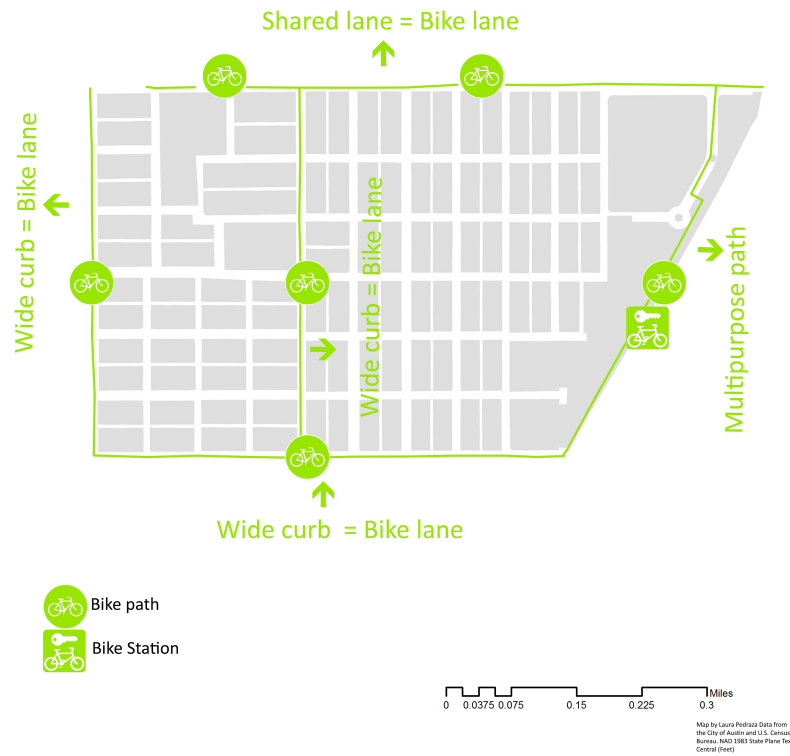 Shared lane = Bike lane
Wide curb = Bike lane
Wide curb = Bike lane
Multipurpose path
Wide curb = Bike lane
Bike path
Bike Station
Miles
0 0.0375 0.075 0.15 0.225 0.3
Map by Laura Pedraza Data from
the City of Austin and U.S. Census
Bureau. NAD 1983 State Plane Tex
Central (Feet)